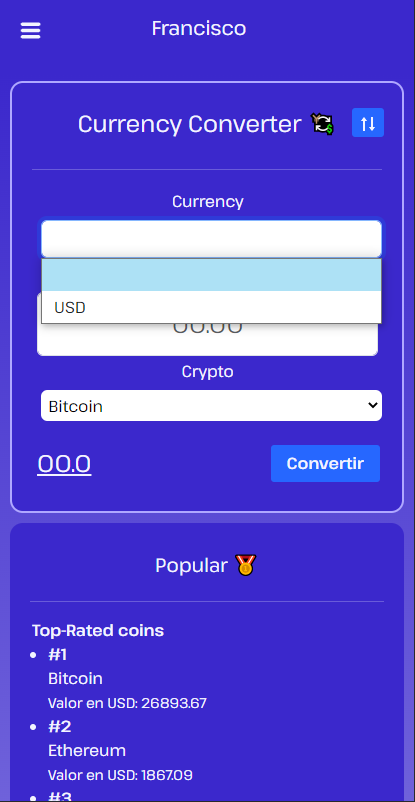 Francisco
Currency Converter
Currency
USD
00.00
Crypto
Bitcoin
00.0
Convertir
Popular
Top-Rated coins
#1
Bitcoin
Valor en USD: 26893.67
#2
Ethereum
Valor en USD: 1867.09
#3